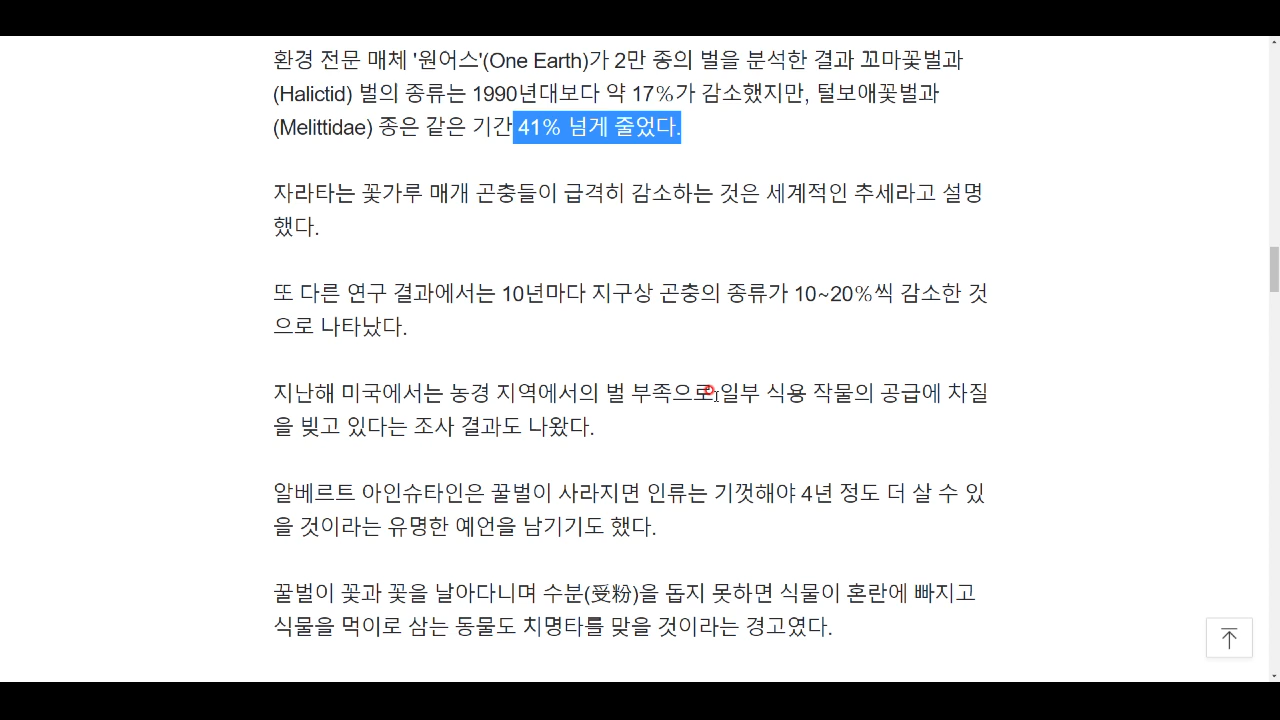 환경 전문 매체 '원어스'(One Earth)가 2만 종의 벌을 분석한 결과 꼬마꽃벌과
(Halictid) 벌의 종류는 1990년대보다 약 17%가 감소했지만, 털보애꽃벌과
(Melittidae) 종은 같은 기간 41% 넘게 줄었다.
자라타는 꽃가루 매개 곤충들이 급격히 감소하는 것은 세계적인 추세라고 설명
했다.
또 다른 연구 결과에서는 10년마다 지구상 곤충의 종류가 10~20%씩 감소한 것
으로 나타났다.
지난해 미국에서는 농경 지역에서의 벌 부족으로 일부 식용 작물의 공급에 차질
을 빚고 있다는 조사 결과도 나왔다.
알베르트 아인슈타인은 꿀벌이 사라지면 인류는 기껏해야 4년 정도 더 살 수 있
을 것이라는 유명한 예언을 남기기도 했다.
꿀벌이 꽃과 꽃을 날아다니며 수분(受粉)을 돕지 못하면 식물이 혼란에 빠지고
식물을 먹이로 삼는 동물도 치명타를 맞을 것이라는 경고였다.